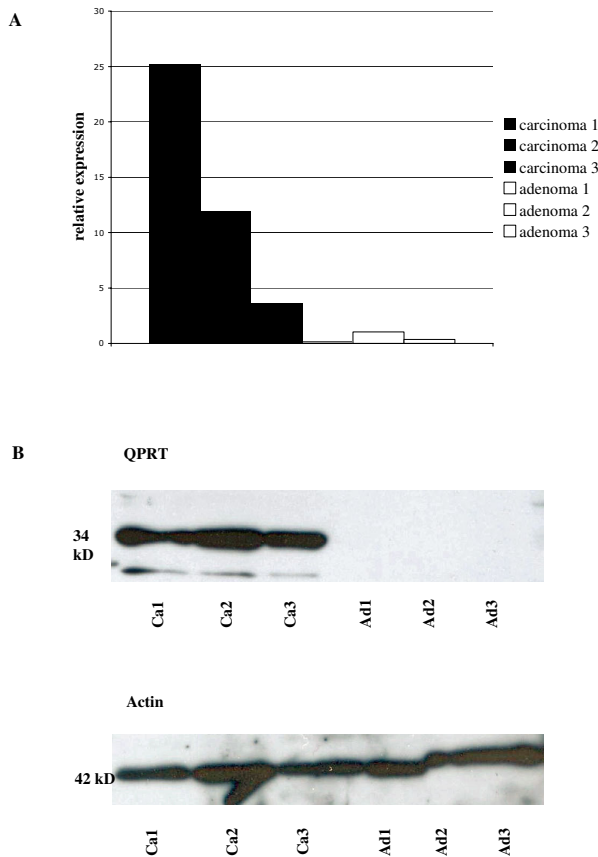 A
30
25
20
15
10
5
0
relative expression
carcinoma 1
carcinoma 2
carcinoma 3
adenoma 1
adenoma 2
adenoma 3
B
QPRT
34
kD
Ca1 Ca2 Ca3 Ad1 Ad2 Ad3
Actin
42 kD
Ca1 Ca2 Ca3 Ad1 Ad2 Ad3